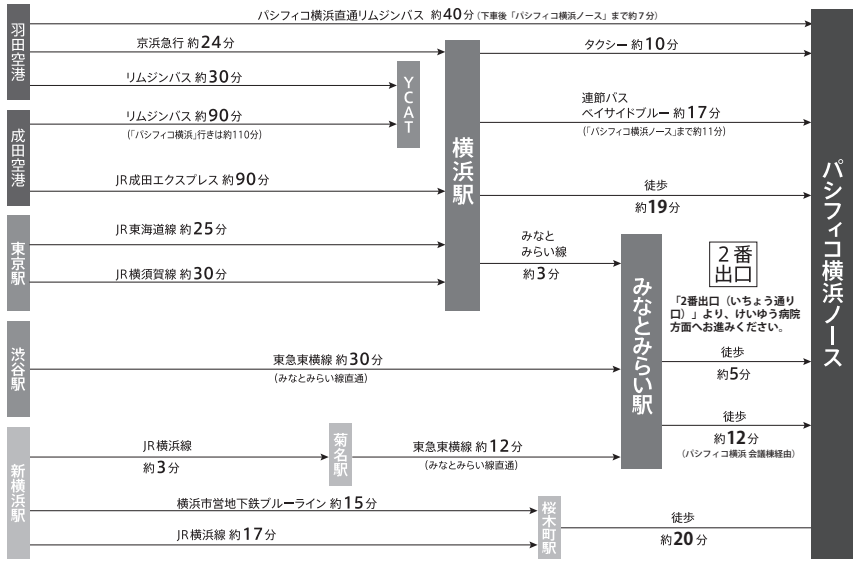 羽田空港
パシフィコ横浜直通リムジンバス 約40分(下車後「パシフィコ横浜ノース」まで約7分)
京浜急行 約24分
リムジンバス 約30分
成田空港
リムジンバス 約90分
(「パシフィコ横浜」行きは約110分)
JR成田エクスプレス 約90分
YCAT
東京駅
JR東海道線 約25分
JR横須賀線 約30分
横浜駅
タクシー 約10分
連節バス
ベイサイドブルー 約17分
(「パシフィコ横浜ノース」まで約11分)
徒歩
約19分
みなと
みらい線
約3分
渋谷駅
東急東横線 約30分
(みなとみらい線直通)
新横浜駅
JR横浜線
約3分
菊名駅
東急東横線 約12分
(みなとみらい線直通)
みなとみらい駅
2番
出口
「2番出口(いちょう通り
口)」より、けいゆう病院
方面へお進みください。
徒歩
約5分
徒歩
約12分
(パシフィコ横浜 会議棟経由)
横浜市営地下鉄ブルーライン 約15分
JR横浜線 約17分
桜木町駅
徒歩
約20分
パシフィコ横浜ノース